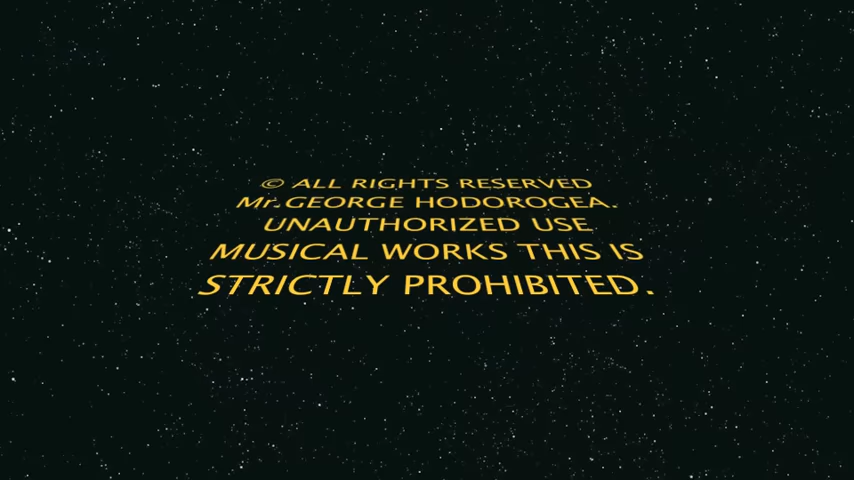 © ALL RIGHTS RESERVED
Mr.GEORGE HODOROGEA.
UNAUTHORIZED USE
MUSICAL WORKS THIS IS
STRICTLY PROHIBITED.